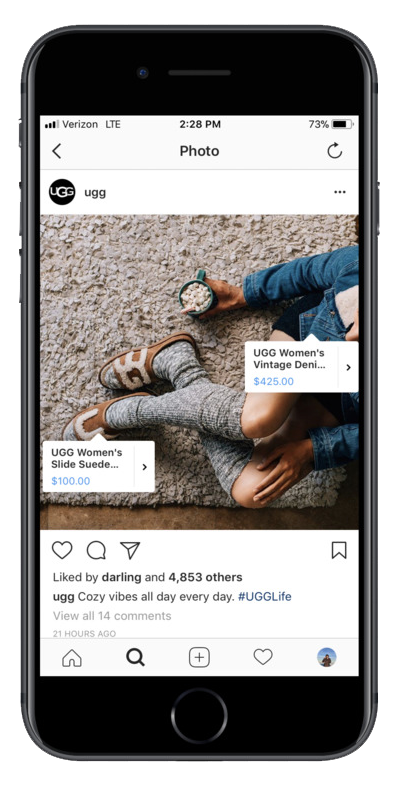 Verizon LTE 2:28 PM 73%
Photo
UGG ugg
UGG Women's
Vintage Deni...
$425.00
UGG Women's
Slide Suede...
$100.00
Liked by darling and 4,853 others
ugg Cozy vibes all day every day. #UGGLife
View all 14 comments
21 HOURS AGO